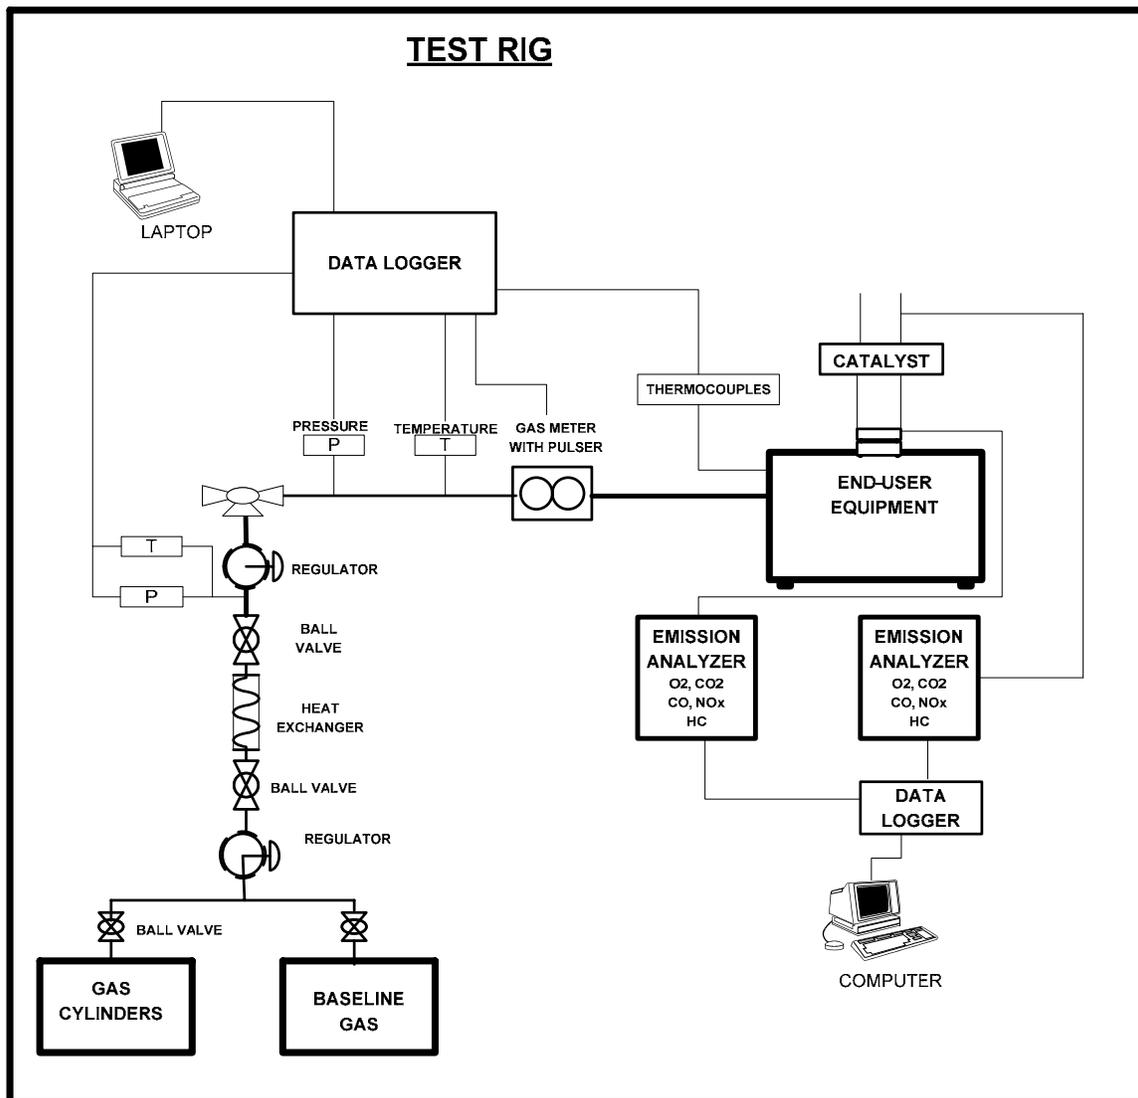 TEST RIG
LAPTOP
DATA LOGGER
CATALYST
THERMOCOUPLES
PRESSURE
P
TEMPERATURE
T
GAS METER
WITH PULSER
END-USER
EQUIPMENT
T
P
REGULATOR
BALL
VALVE
HEAT
EXCHANGER
BALL VALVE
REGULATOR
EMISSION
ANALYZER
O2, CO2
CO, NOx
HC
EMISSION
ANALYZER
O2, CO2
CO, NOx
HC
DATA
LOGGER
COMPUTER
BALL VALVE
GAS
CYLINDERS
BASELINE
GAS